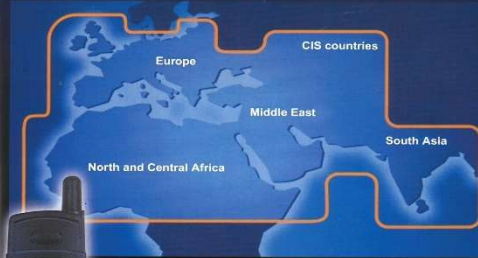 CIS countries
Europe
Middle East
South Asia
North and Central Africa